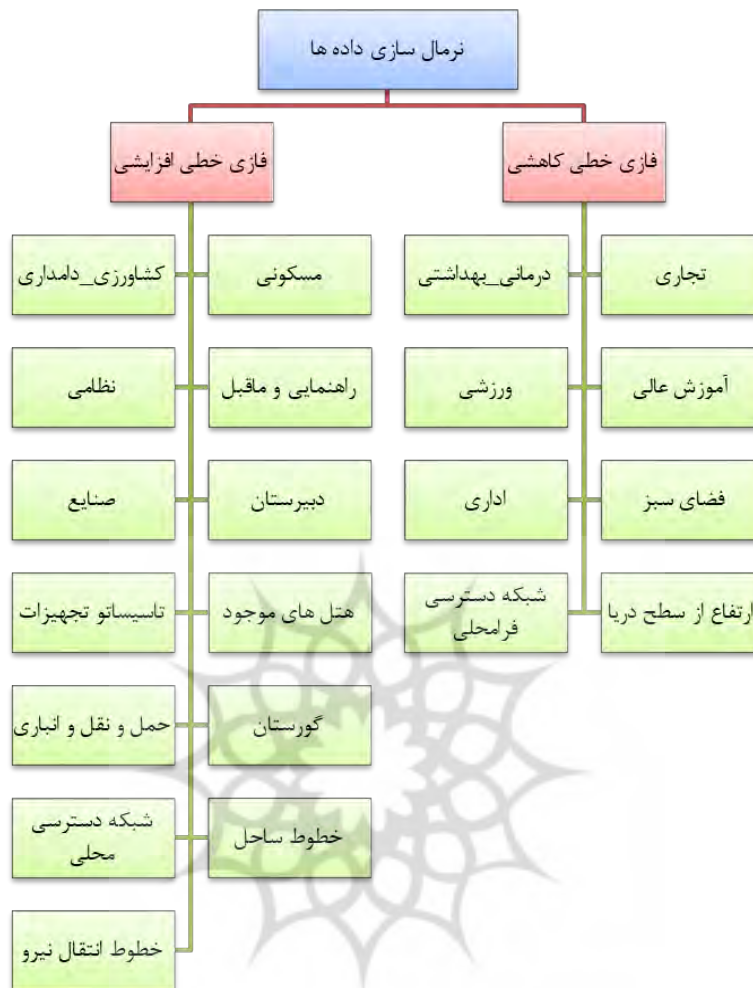 نرمال سازی داده ها
فازی خطی کاهشی
فازی خطی افزایشی
تجاری
درمانی_بهداشتی
مسکونی
کشاورزی_دامداری
آموزش عالی
ورزشی
راهنمایی و ماقبل
نظامی
فضای سبز
اداری
دبیرستان
صنایع
ارتفاع از سطح دریا
شبکه دسترسی
فرامحلی
هتل های موجود
تاسیساتو تجهیزات
گورستان
حمل و نقل و انباری
خطوط ساحل
شبکه دسترسی
محلی
خطوط انتقال نیرو